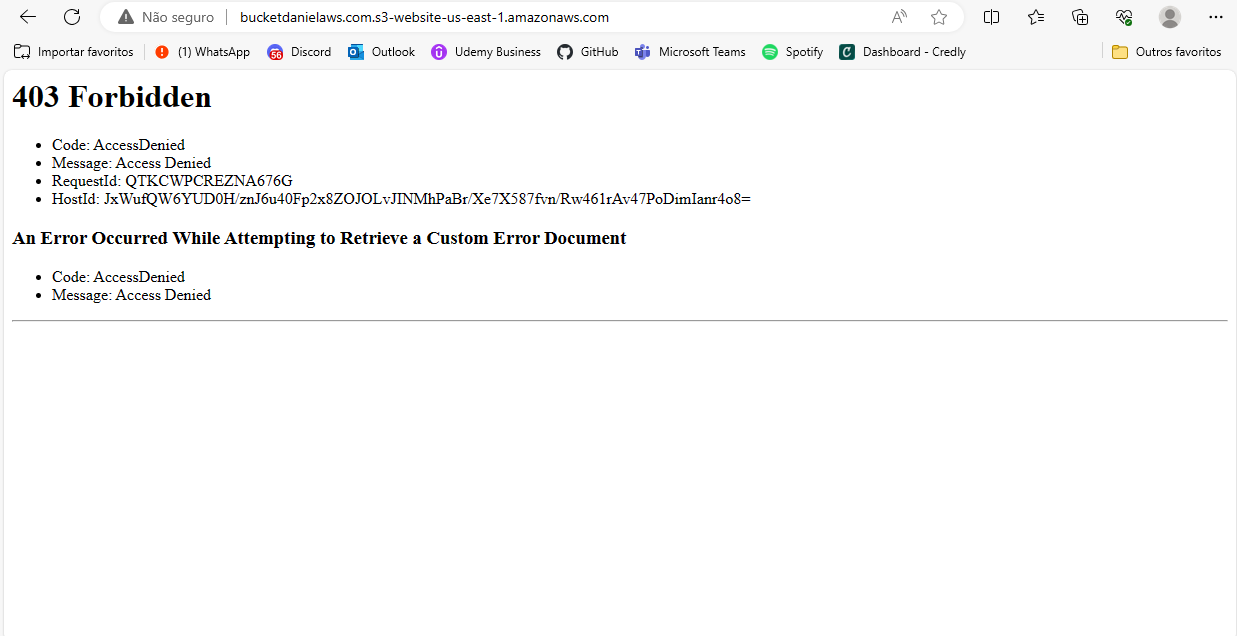 Não seguro
bucketdanielaws.com.s3-website-us-east-1.amazonaws.com
Importar favoritos
(1) WhatsApp
66
Discord
Outlook
Udemy Business
GitHub
Microsoft Teams
Spotify
Dashboard - Credly
Outros favoritos
403 Forbidden
Code: AccessDenied
Message: Access Denied
RequestId: QTKCWPCREZNA676G
HostId: JxWufQW6YUD0H/znJ6u40Fp2x8ZOJOLvJINMhPaBr/Xe7X587fvn/Rw461rAv47PoDimIanr4o8=
An Error Occurred While Attempting to Retrieve a Custom Error Document
Code: AccessDenied
Message: Access Denied